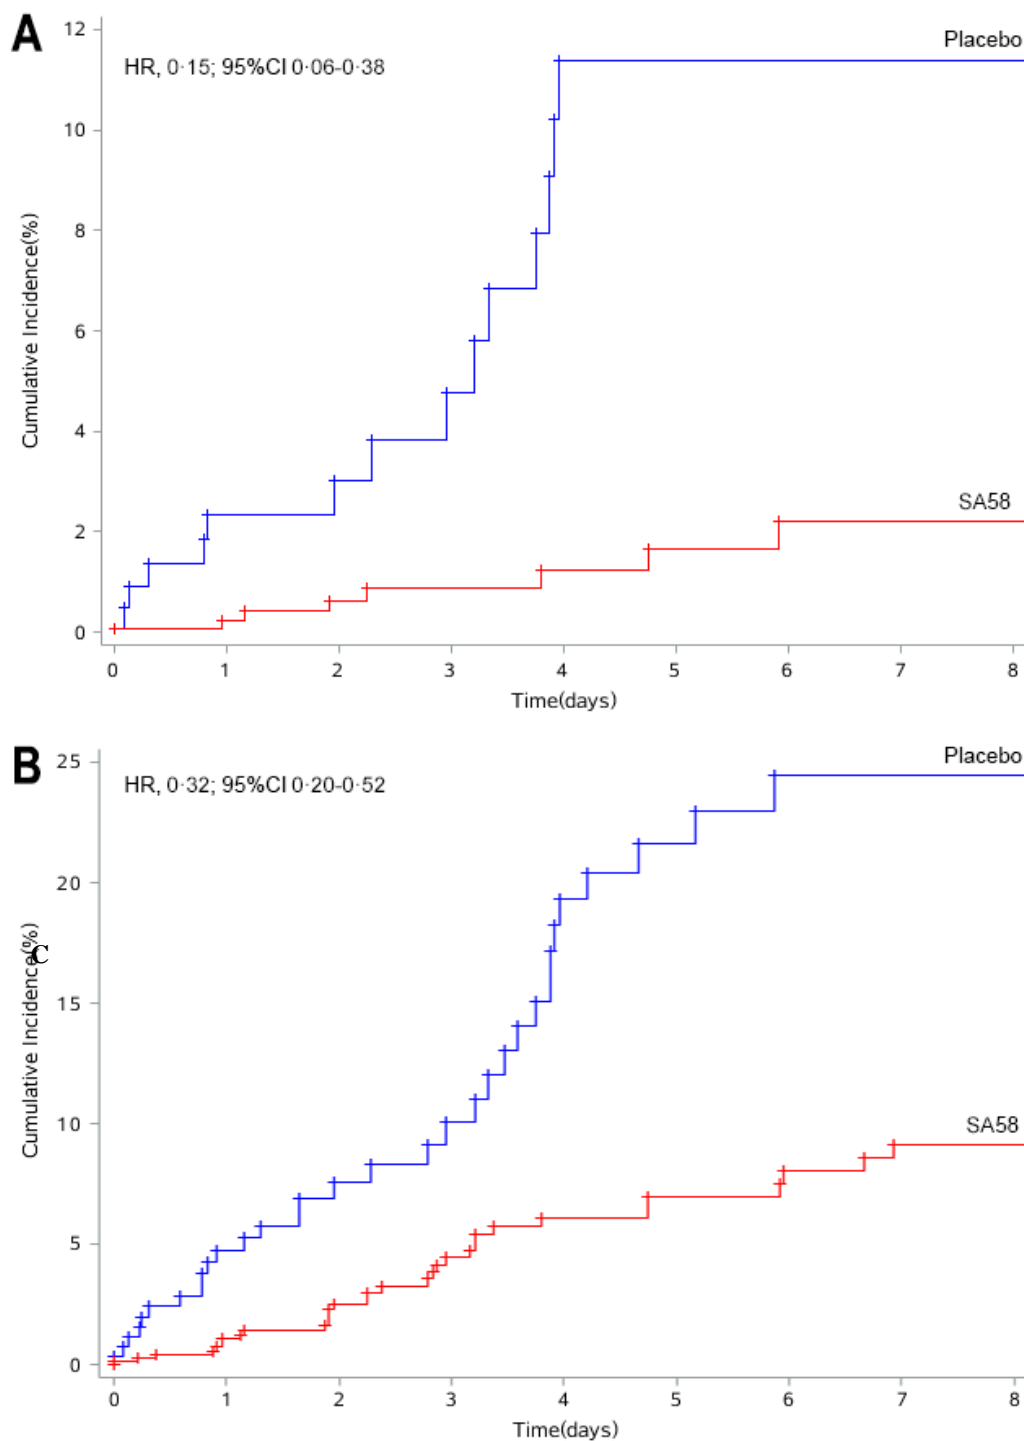 A
12
Placebo
HR, 0·15; 95%CI 0·06-0·38
10
8
6
4
2
0
Cumulative Incidence(%)
SA58
0 1 2 3 4 5 6 7 8
Time(days)
B
25
Placebo
HR, 0·32; 95%CI 0·20-0·52
20
15
10
5
0
Cumulative Incidence(%)
C
SA58
0 1 2 3 4 5 6 7 8
Time(days)